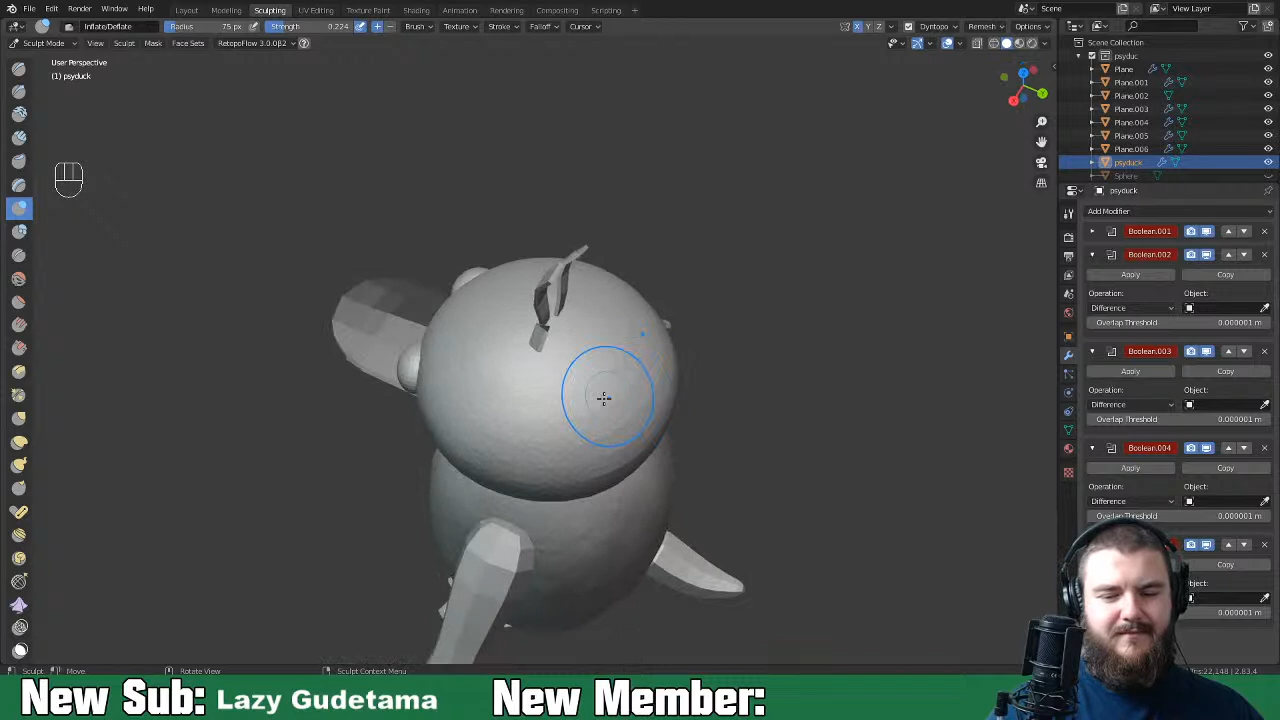 File Edit Render Window Help Layout Modeling Sculpting UV Editing Texture Paint Shading Animation Rendering Compositing Scripting Scene View Layer
Inflate/Deflate Radius 75 px Strength 0.224 Brush Texture Stroke Falloff Cursor X Y Z Dyntopo Remesh Options
Sculpt Mode View Sculpt Mask Face Sets
User Perspective
(1) psyduck
Scene Collection
psyduc
Plane
Plane.001
Plane.002
Plane.003
Plane.004
Plane.005
Plane.006
psyduck
Sphere
psyduck
Add Modifier
Boolean.001
Boolean.002
Apply Copy
Operation: Object:
Difference
Overlap Threshold 0.000001 m
Boolean.003
Apply Copy
Operation: Object:
Difference
Overlap Threshold 0.000001 m
Boolean.004
Apply Copy
Operation: Object:
Difference
Overlap Threshold 0.000001 m
Copy
Object:
0.000001 m
Sculpt Move Rotate View Sculpt Context Menu
New Sub: Lazy Gudetama New Member: